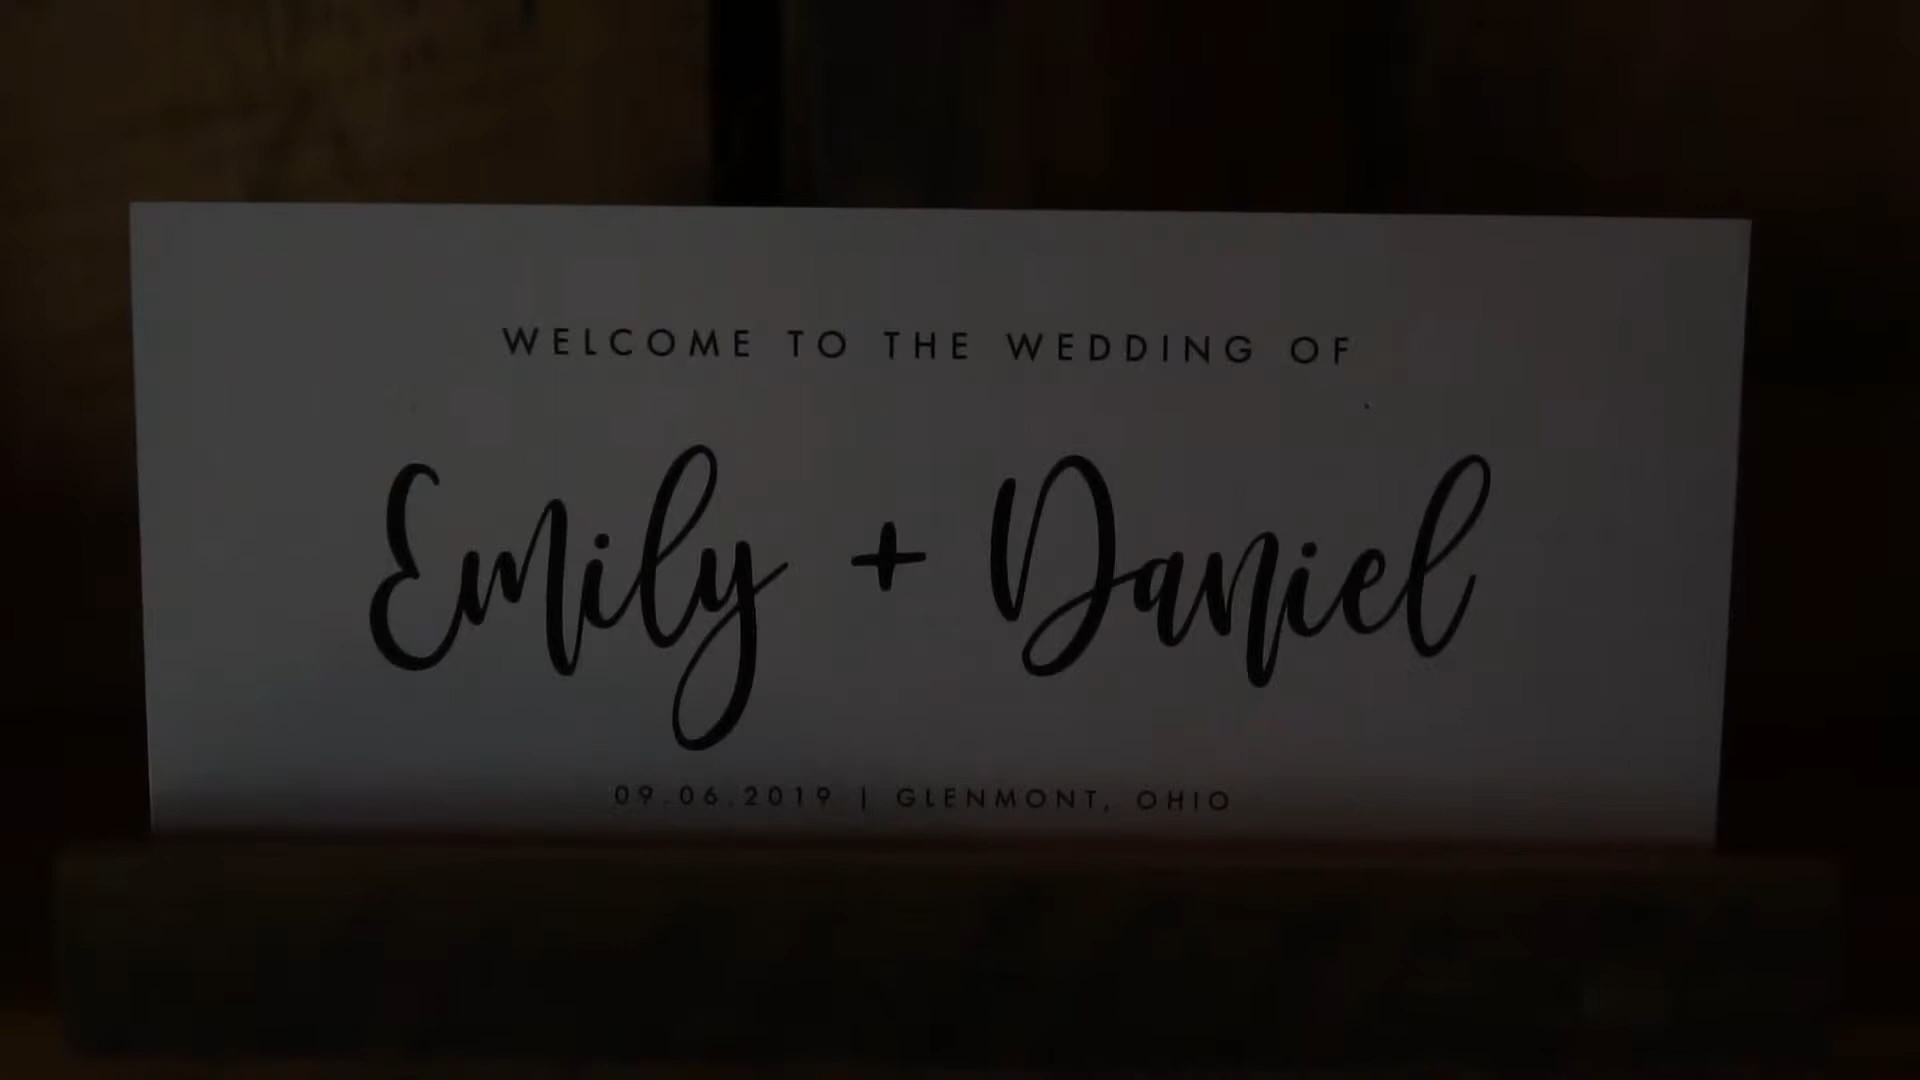 WELCOME TO THE WEDDING OF
Emily + Daniel
09.06.2019 | GLENMONT, OHIO